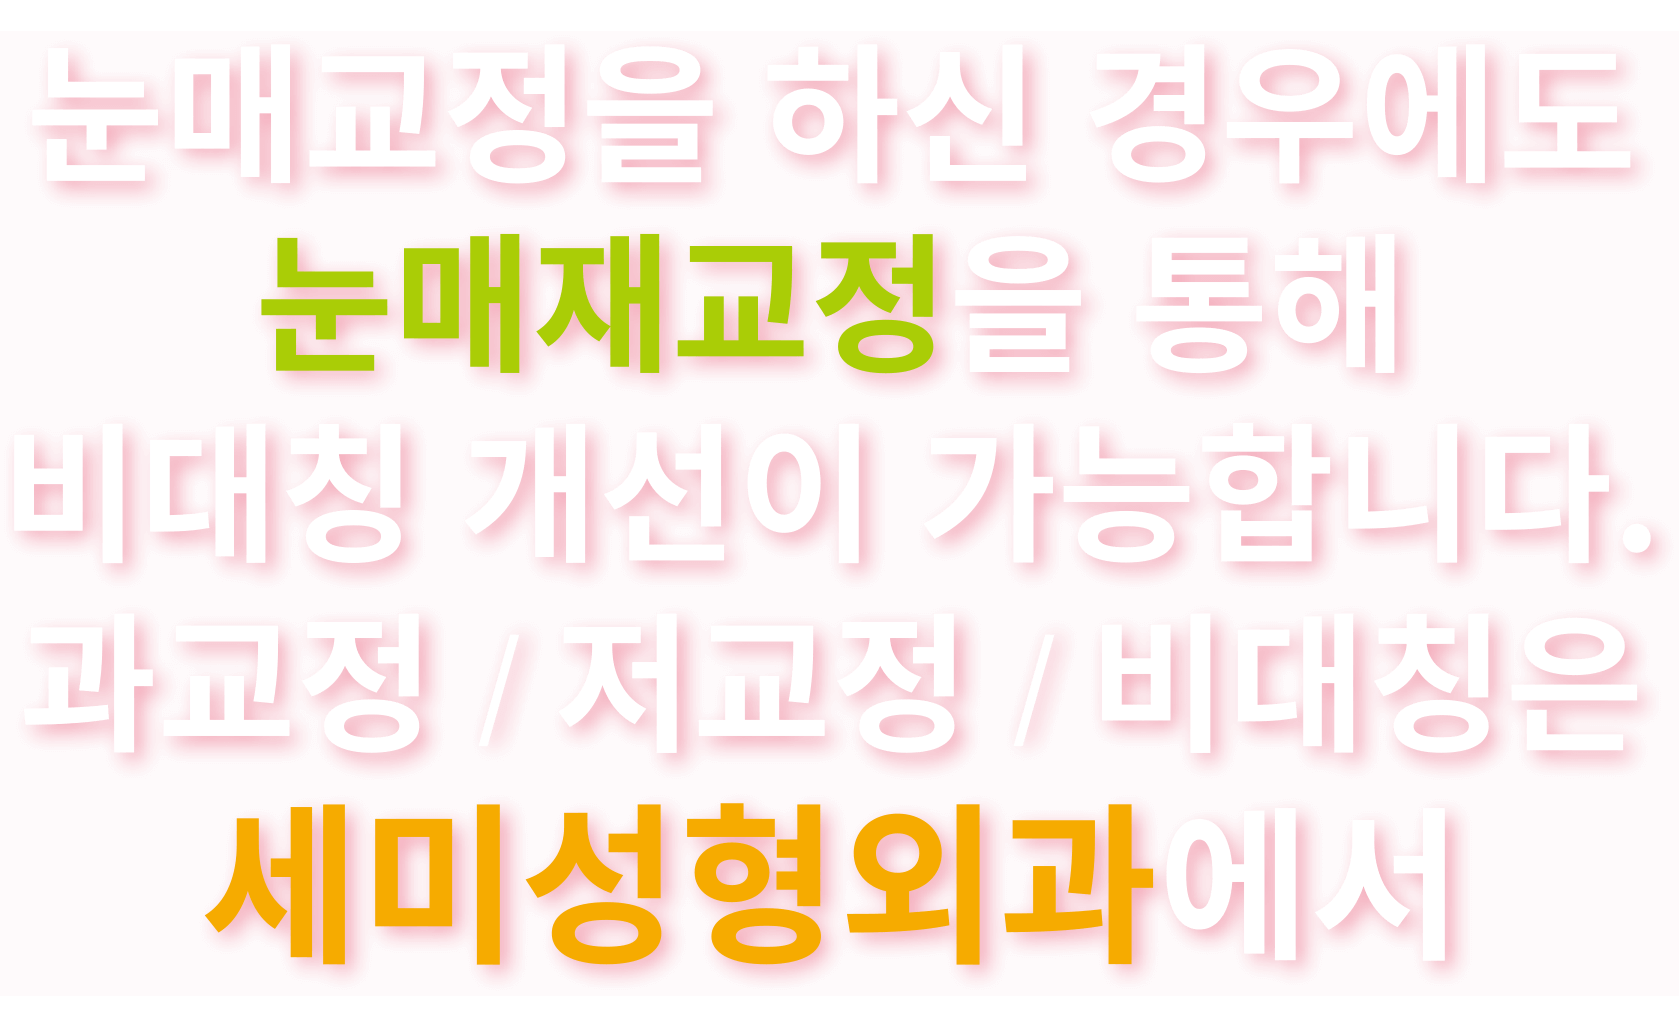 눈매교정을 하신 경우에도
눈매재교정을 통해
비대칭 개선이 가능합니다.
과교정 / 저교정 / 비대칭은
세미성형외과에서